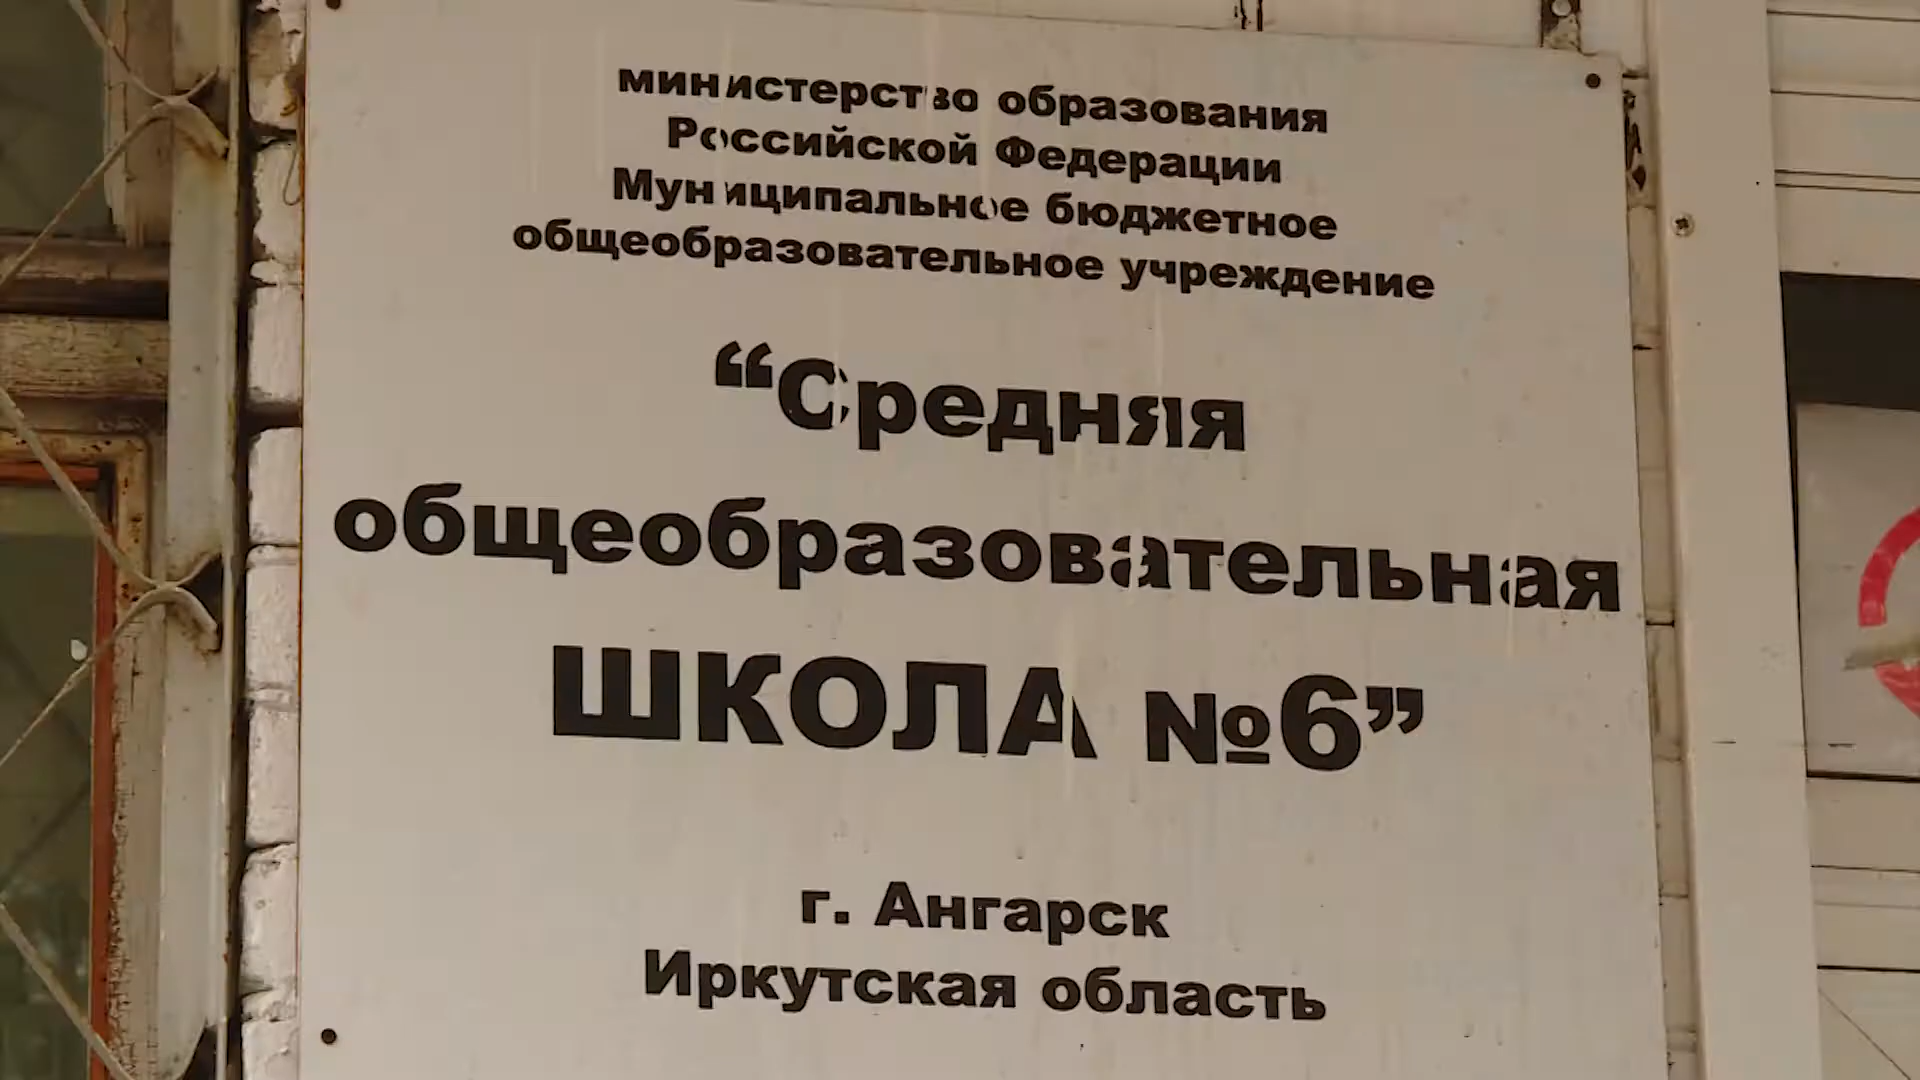 министерство образования
Российской Федерации
Муниципальное бюджетное
общеобразовательное учреждение
“Средняя
общеобразовательная
ШКОЛА №6”
г. Ангарск
Иркутская область